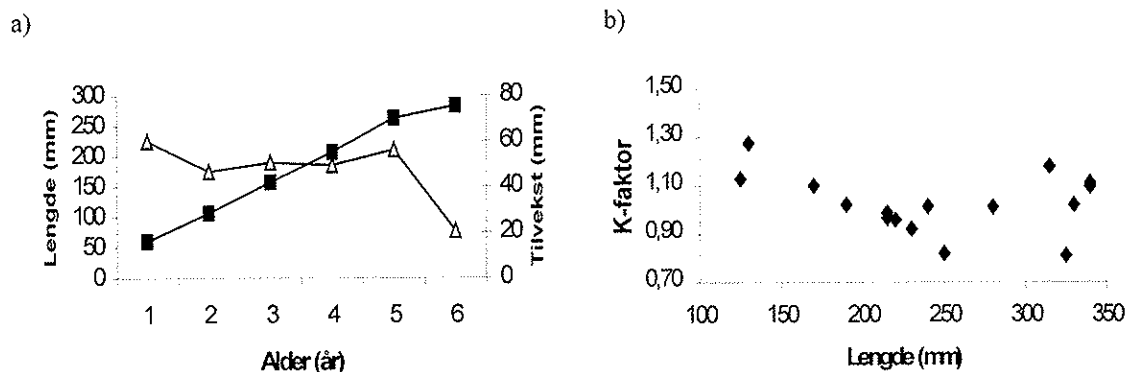 a)
Lengde (mm)
300
250
200
150
100
50
0
Tilvekst (mm)
80
60
40
20
0
1 2 3 4 5 6
Alder (år)
b)
K-faktor
1,50
1,30
1,10
0,90
0,70
100 150 200 250 300 350
Lengde (mm)